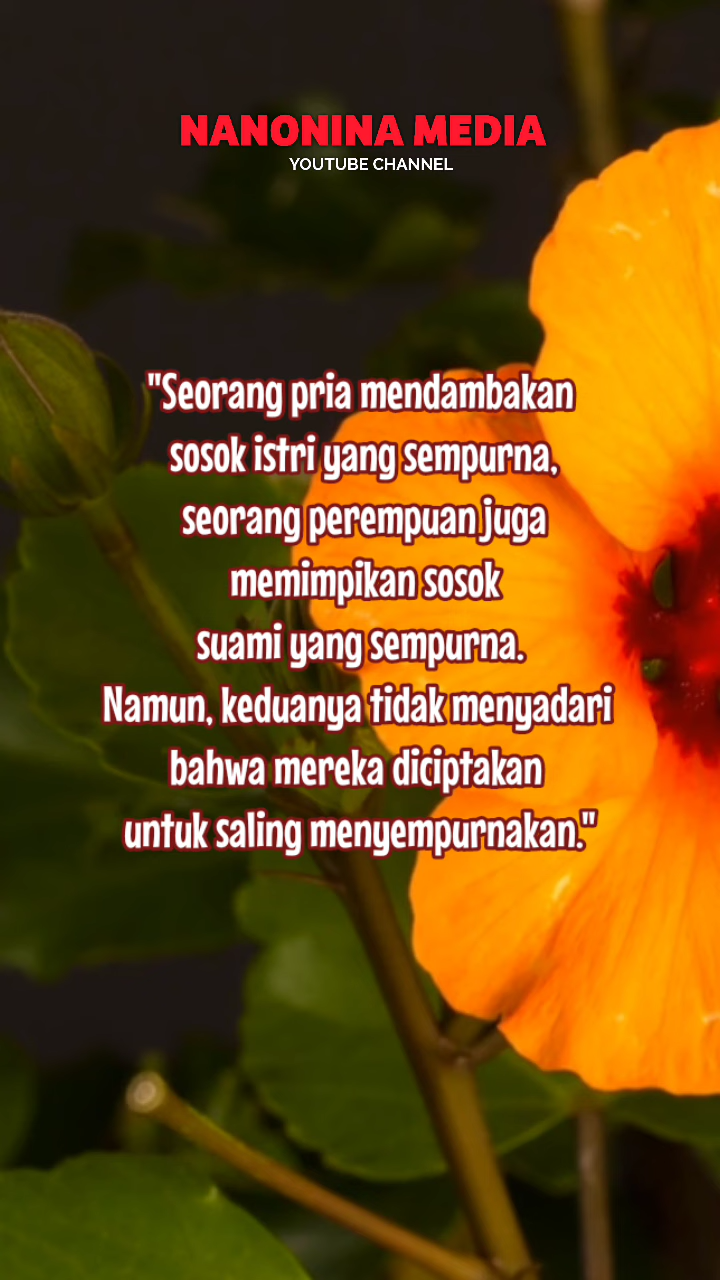 NANONINA MEDIA
YOUTUBE CHANNEL
"Seorang pria mendambakan
sosok istri yang sempurna,
seorang perempuan juga
memimpikan sosok
suami yang sempurna.
Namun, keduanya tidak menyadari
bahwa mereka diciptakan
untuk saling menyempurnakan."